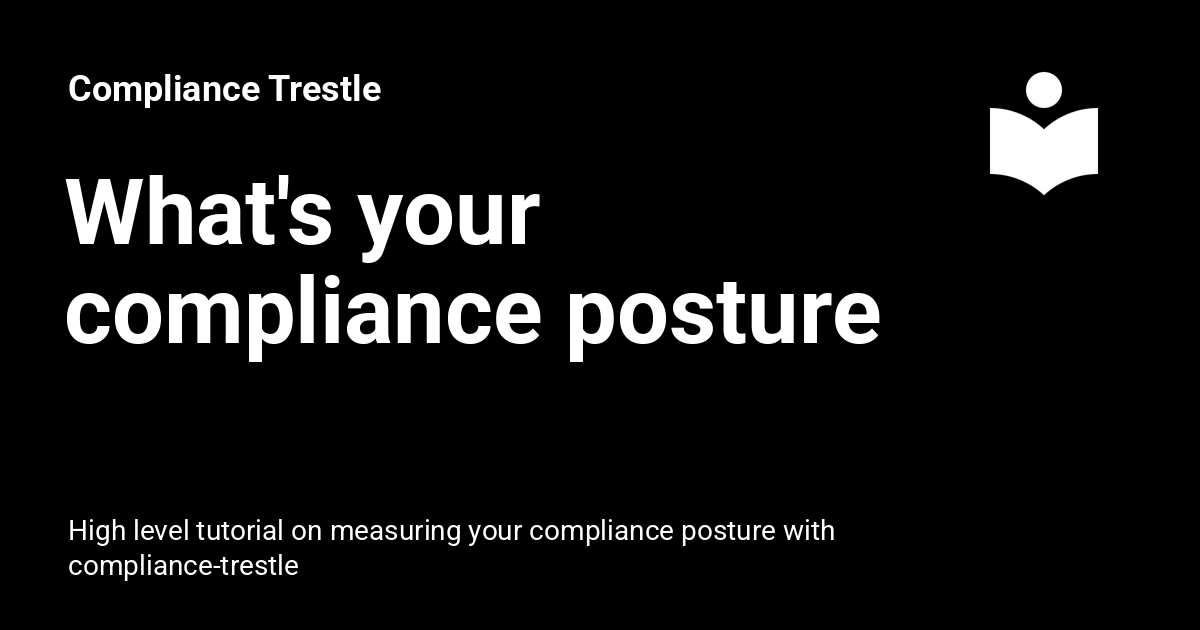 Compliance Trestle
What's your
compliance posture
High level tutorial on measuring your compliance posture with
compliance-trestle